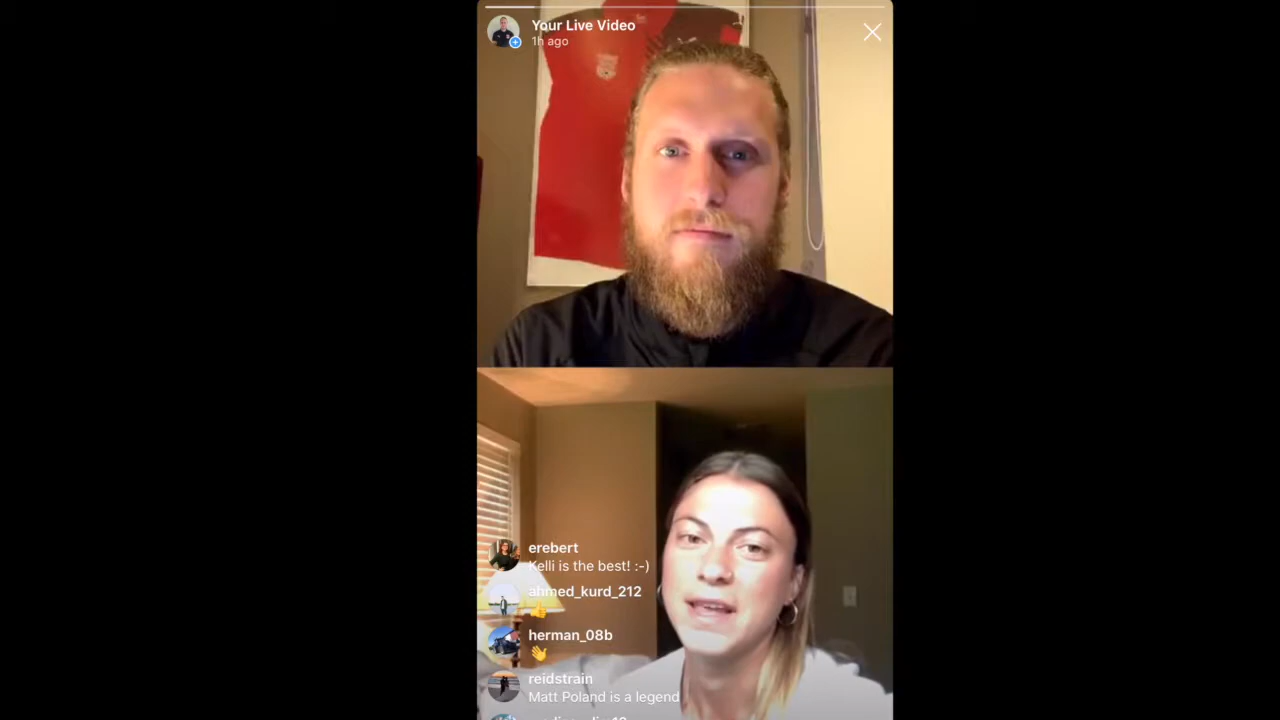 Your Live Video
1h ago
erebert
Kelli is the best! :-)
ahmed_kurd_212
👍
herman_08b
👋
reidstrain
Matt Poland is a legend